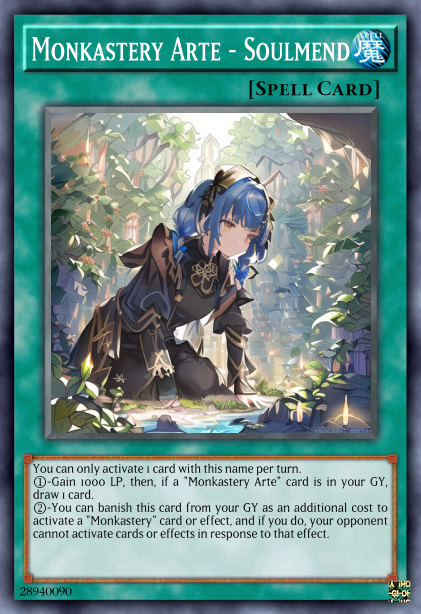 Monkastery Arte - Soulmend
SPELL
魔
[Spell Card]
You can only activate 1 card with this name per turn.
①-Gain 1000 LP, then, if a "Monkastery Arte" card is in your GY,
draw 1 card.
②-You can banish this card from your GY as an additional cost to
activate a "Monkastery" card or effect, and if you do, your opponent
cannot activate cards or effects in response to that effect.
28940090